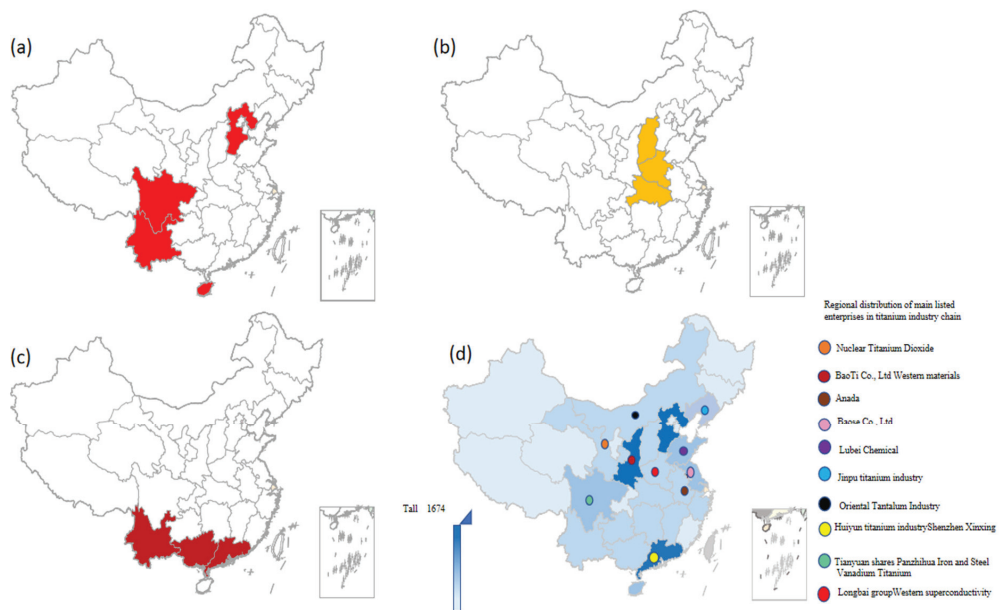 (a)
(b)
(c)
(d)
Tall 1674
Regional distribution of main listed
enterprises in titanium industry chain
Nuclear Titanium Dioxide
BaoTi Co., Ltd Western materials
Anada
Baose Co., Ltd
Lubei Chemical
Jinpu titanium industry
Oriental Tantalum Industry
Huiyun titanium industryShenzhen Xinxing
Tianyuan shares Panzhihua Iron and Steel
Vanadium Titanium
Longbai groupWestern superconductivity